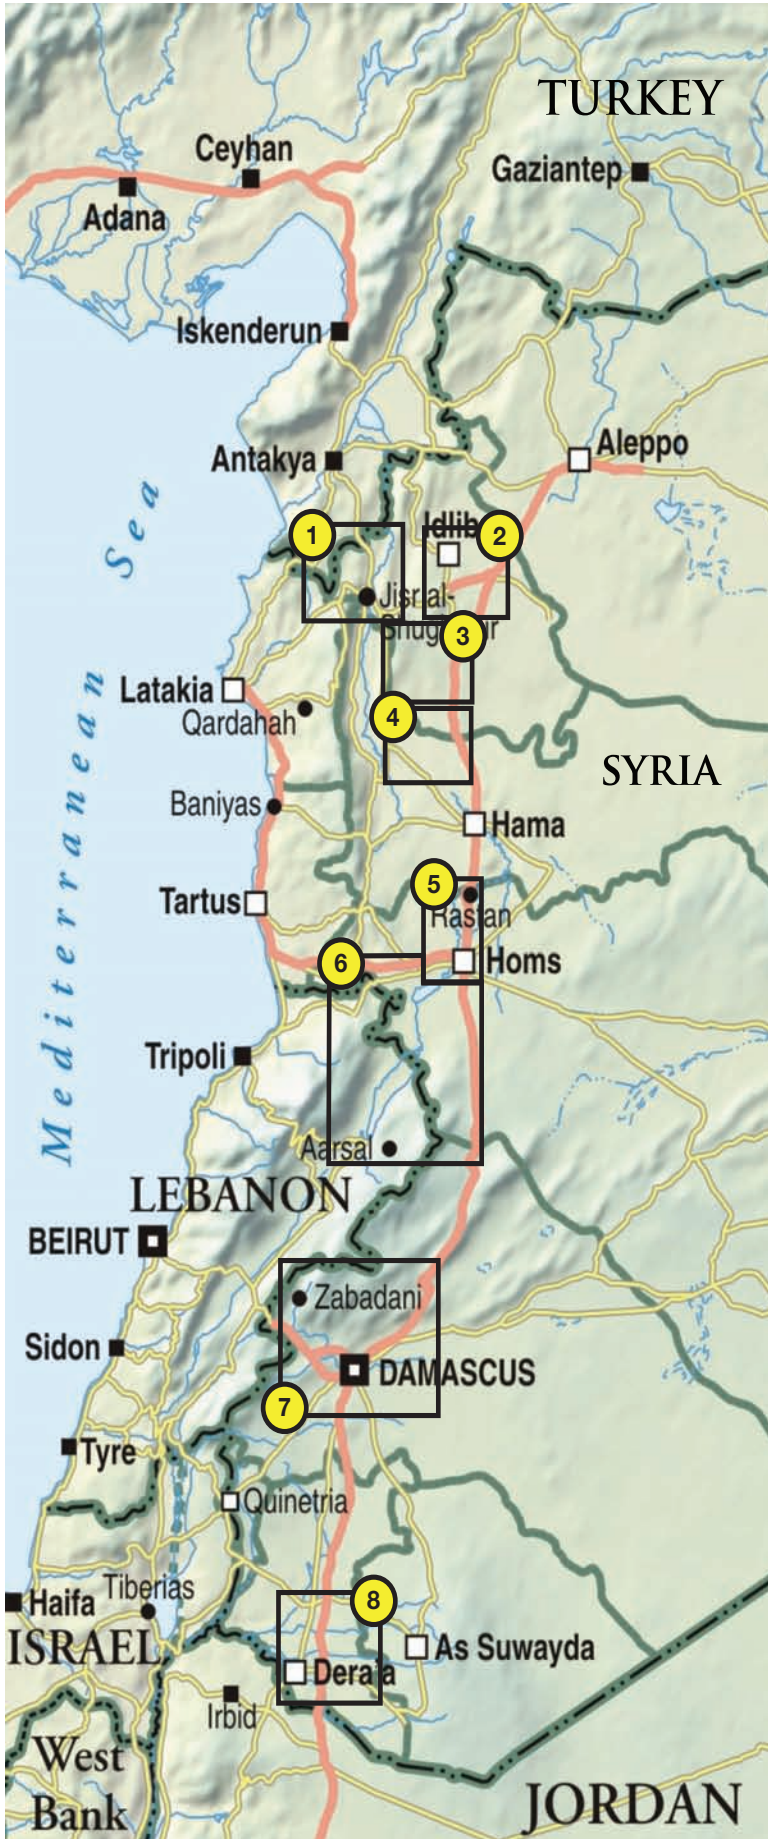 TURKEY
Ceyhan
Gaziantep
Adana
Iskenderun
Aleppo
Antakya
Mediterranean Sea
1
Idlib
2
Jisr al-
Shughour
3
Latakia
Qardahah
4
SYRIA
Baniyas
Hama
5
Tartus
Rastan
6
Homs
Tripoli
Aarsal
LEBANON
BEIRUT
Zabadani
Sidon
DAMASCUS
7
Tyre
Quinetria
Tiberias
Haifa
8
ISRAEL
As Suwayda
Deraja
Irbid
West
Bank
JORDAN